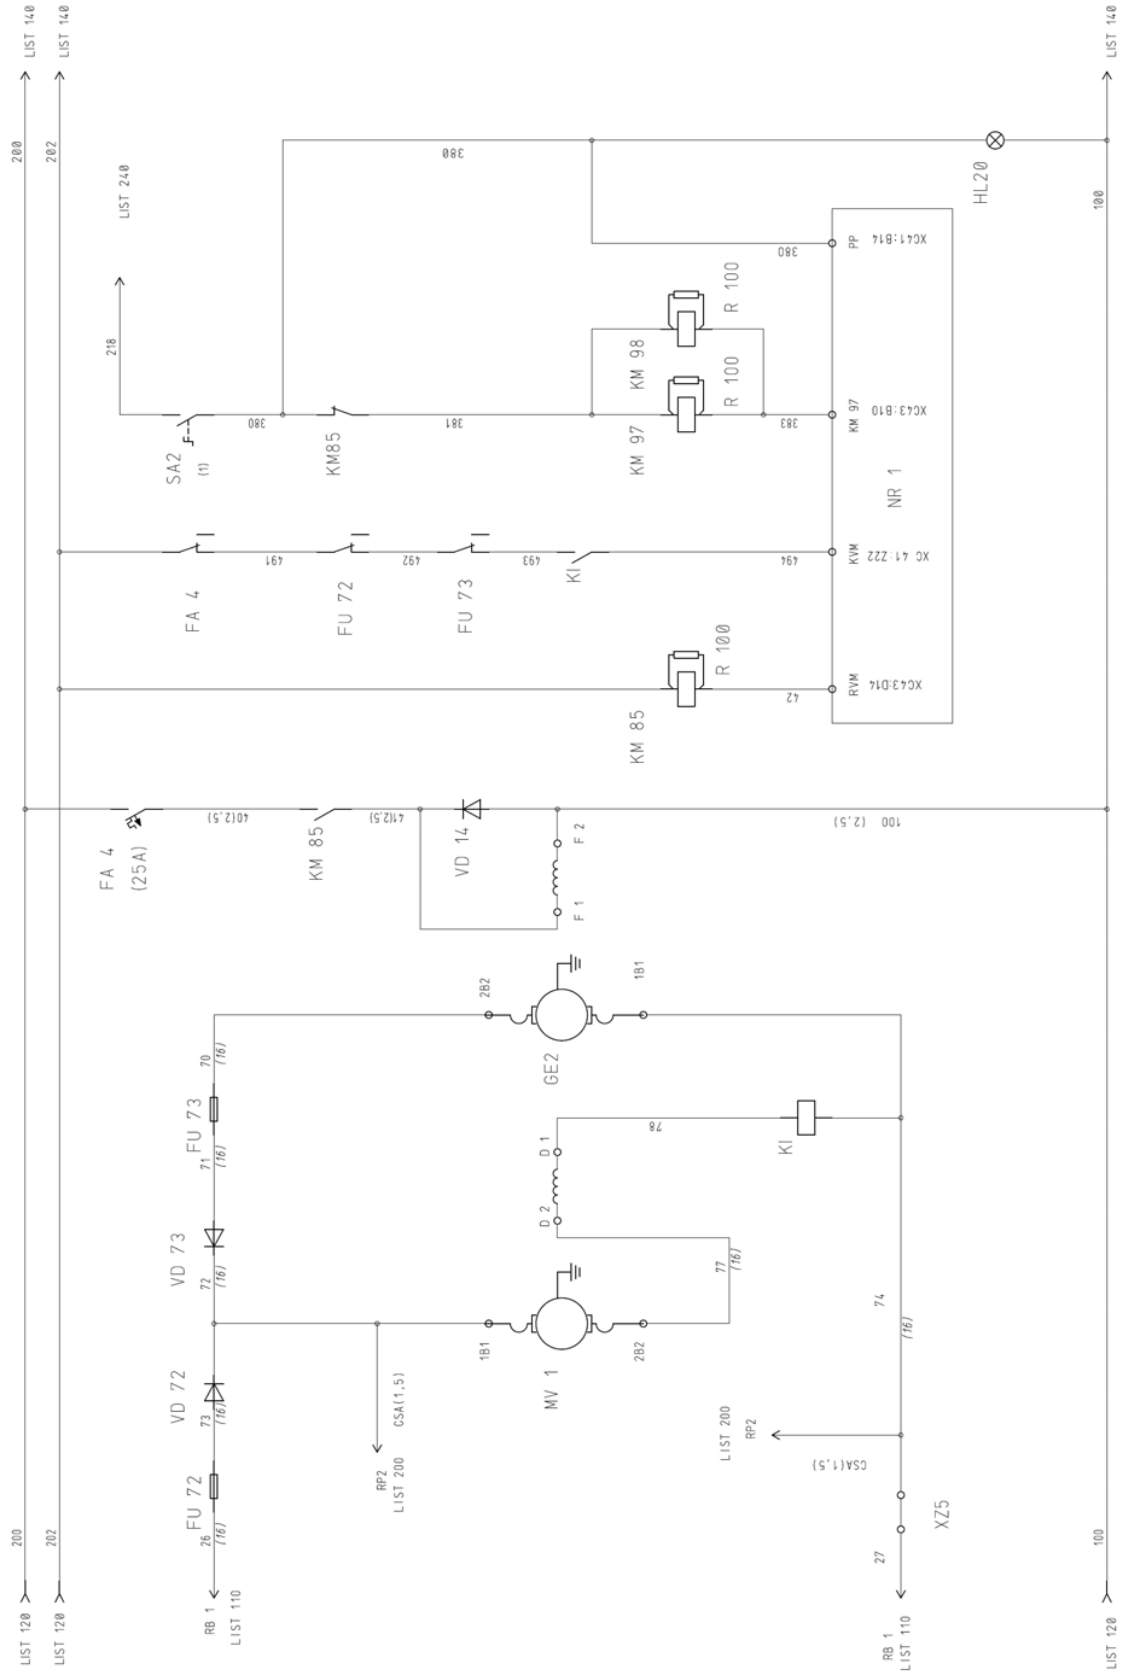 LIST 140
LIST 140
LIST 140
200
202
100
LIST 240
218
380
HL20
380
PP
XC41:B14
SA2
(1)
380
KM85
381
KM 98
R 100
KM 97
R 100
383
KM 97
XC43:B10
NR 1
FA 4
491
FU 72
492
FU 73
493
KI
494
KVM
XC 41:Z22
KM 85
R 100
42
RVM
XC43:D14
FA 4
(25A)
40(2,5)
KM 85
41(2,5)
VD 14
F 2
F 1
100 (2,5)
2B2
GE2
1B1
70
(16)
FU 73
71
(16)
VD 73
72
(16)
D 1
D 2
78
KI
77
(16)
74
(16)
1B1
MV 1
2B2
VD 72
73
(16)
FU 72
26
(16)
CSA(1,5)
RP2
LIST 200
LIST 200
RP2
CSA(1,5)
XZ5
27
RB 1
LIST 110
RB 1
LIST 110
200
202
100
LIST 120
LIST 120
LIST 120